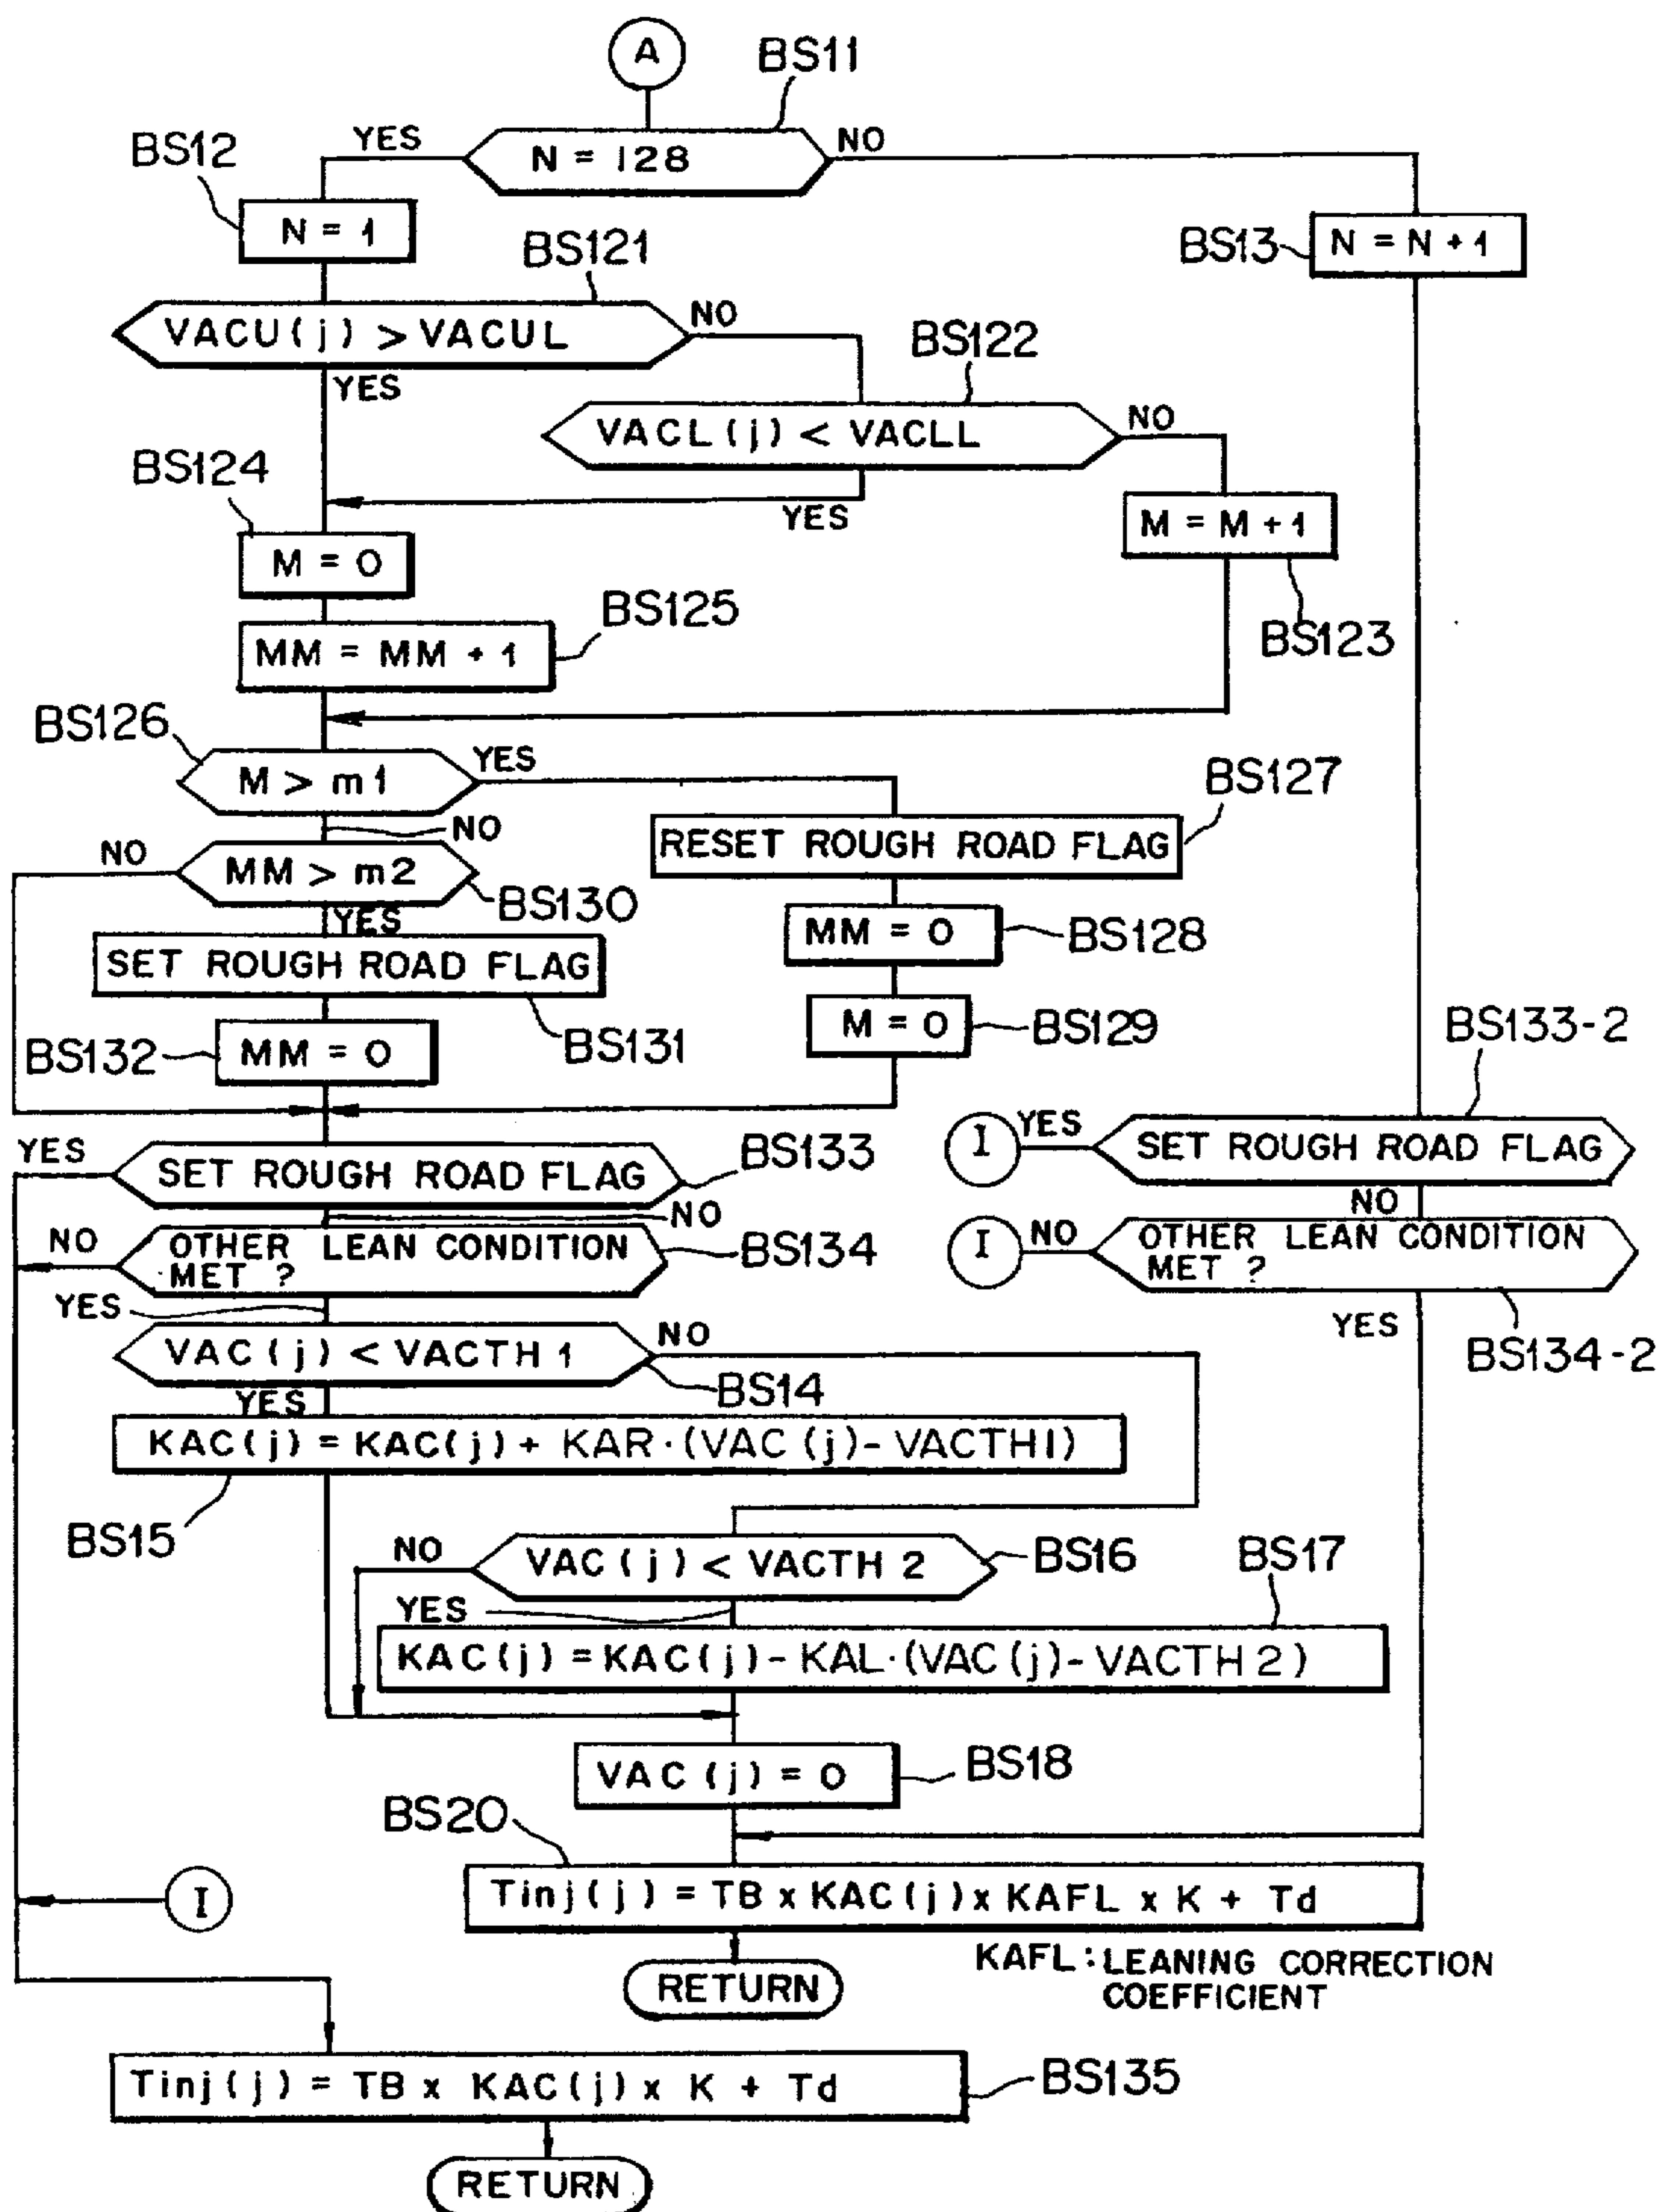 A
BS11
YES
N = 128
NO
BS12
N = 1
BS13
N = N + 1
BS121
VACU(j) > VACUL
NO
YES
BS122
VACL(j) < VACLL
NO
YES
BS124
M = 0
M = M + 1
BS123
BS125
MM = MM + 1
BS126
M > m1
YES
NO
BS127
RESET ROUGH ROAD FLAG
NO
MM > m2
BS130
YES
MM = 0
BS128
SET ROUGH ROAD FLAG
BS131
M = 0
BS129
BS132
MM = 0
BS133-2
YES
SET ROUGH ROAD FLAG
BS133
NO
I
YES
SET ROUGH ROAD FLAG
NO
NO
OTHER LEAN CONDITION
MET ?
BS134
YES
I
NO
OTHER LEAN CONDITION
MET ?
YES
BS134-2
VAC(j) < VACTH1
NO
BS14
YES
KAC(j) = KAC(j) + KAR·(VAC(j)-VACTH1)
BS15
NO
VAC(j) < VACTH2
BS16
YES
BS17
KAC(j) = KAC(j) - KAL·(VAC(j)-VACTH2)
VAC(j) = 0
BS18
BS20
Tinj(j) = TB x KAC(j) x KAFL x K + Td
I
RETURN
KAFL : LEANING CORRECTION
COEFFICIENT
Tinj(j) = TB x KAC(j) x K + Td
BS135
RETURN